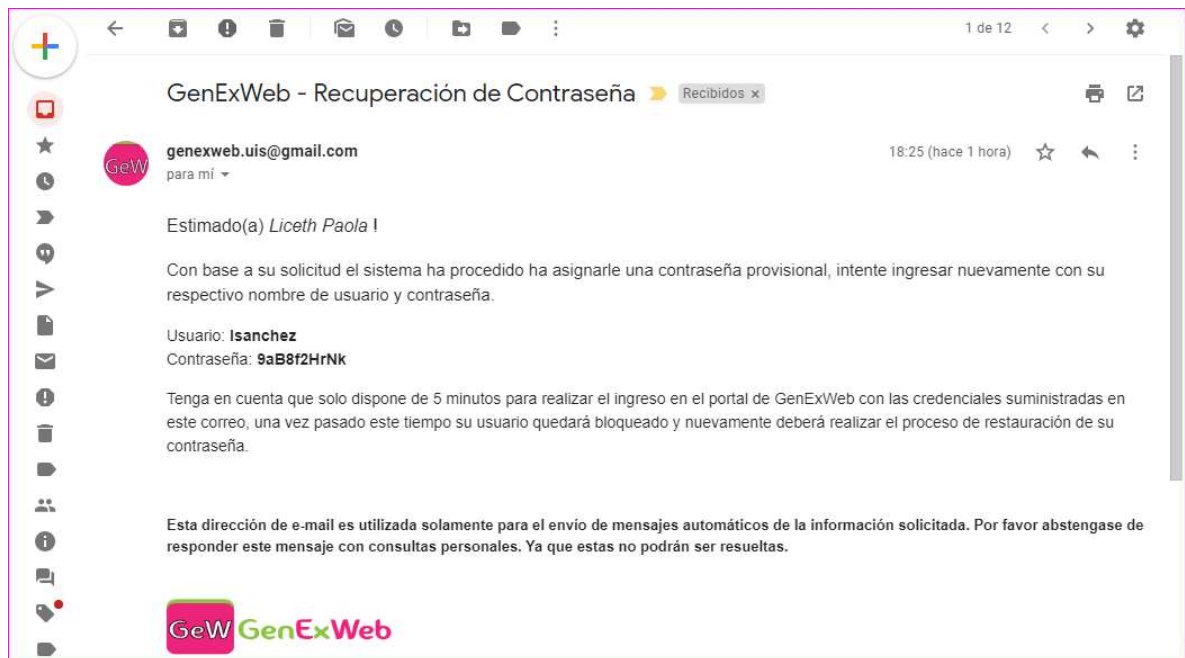 1 de 12
GenExWeb - Recuperación de Contraseña Recibidos x
GeW
genexweb.uis@gmail.com 18:25 (hace 1 hora)
para mí
Estimado(a) Liceth Paola !
Con base a su solicitud el sistema ha procedido ha asignarle una contraseña provisional, intente ingresar nuevamente con su
respectivo nombre de usuario y contraseña.
Usuario: lsanchez
Contraseña: 9aB8f2HrNk
Tenga en cuenta que solo dispone de 5 minutos para realizar el ingreso en el portal de GenExWeb con las credenciales suministradas en
este correo, una vez pasado este tiempo su usuario quedará bloqueado y nuevamente deberá realizar el proceso de restauración de su
contraseña.
Esta dirección de e-mail es utilizada solamente para el envío de mensajes automáticos de la información solicitada. Por favor abstengase de
responder este mensaje con consultas personales. Ya que estas no podrán ser resueltas.
GeW GenExWeb